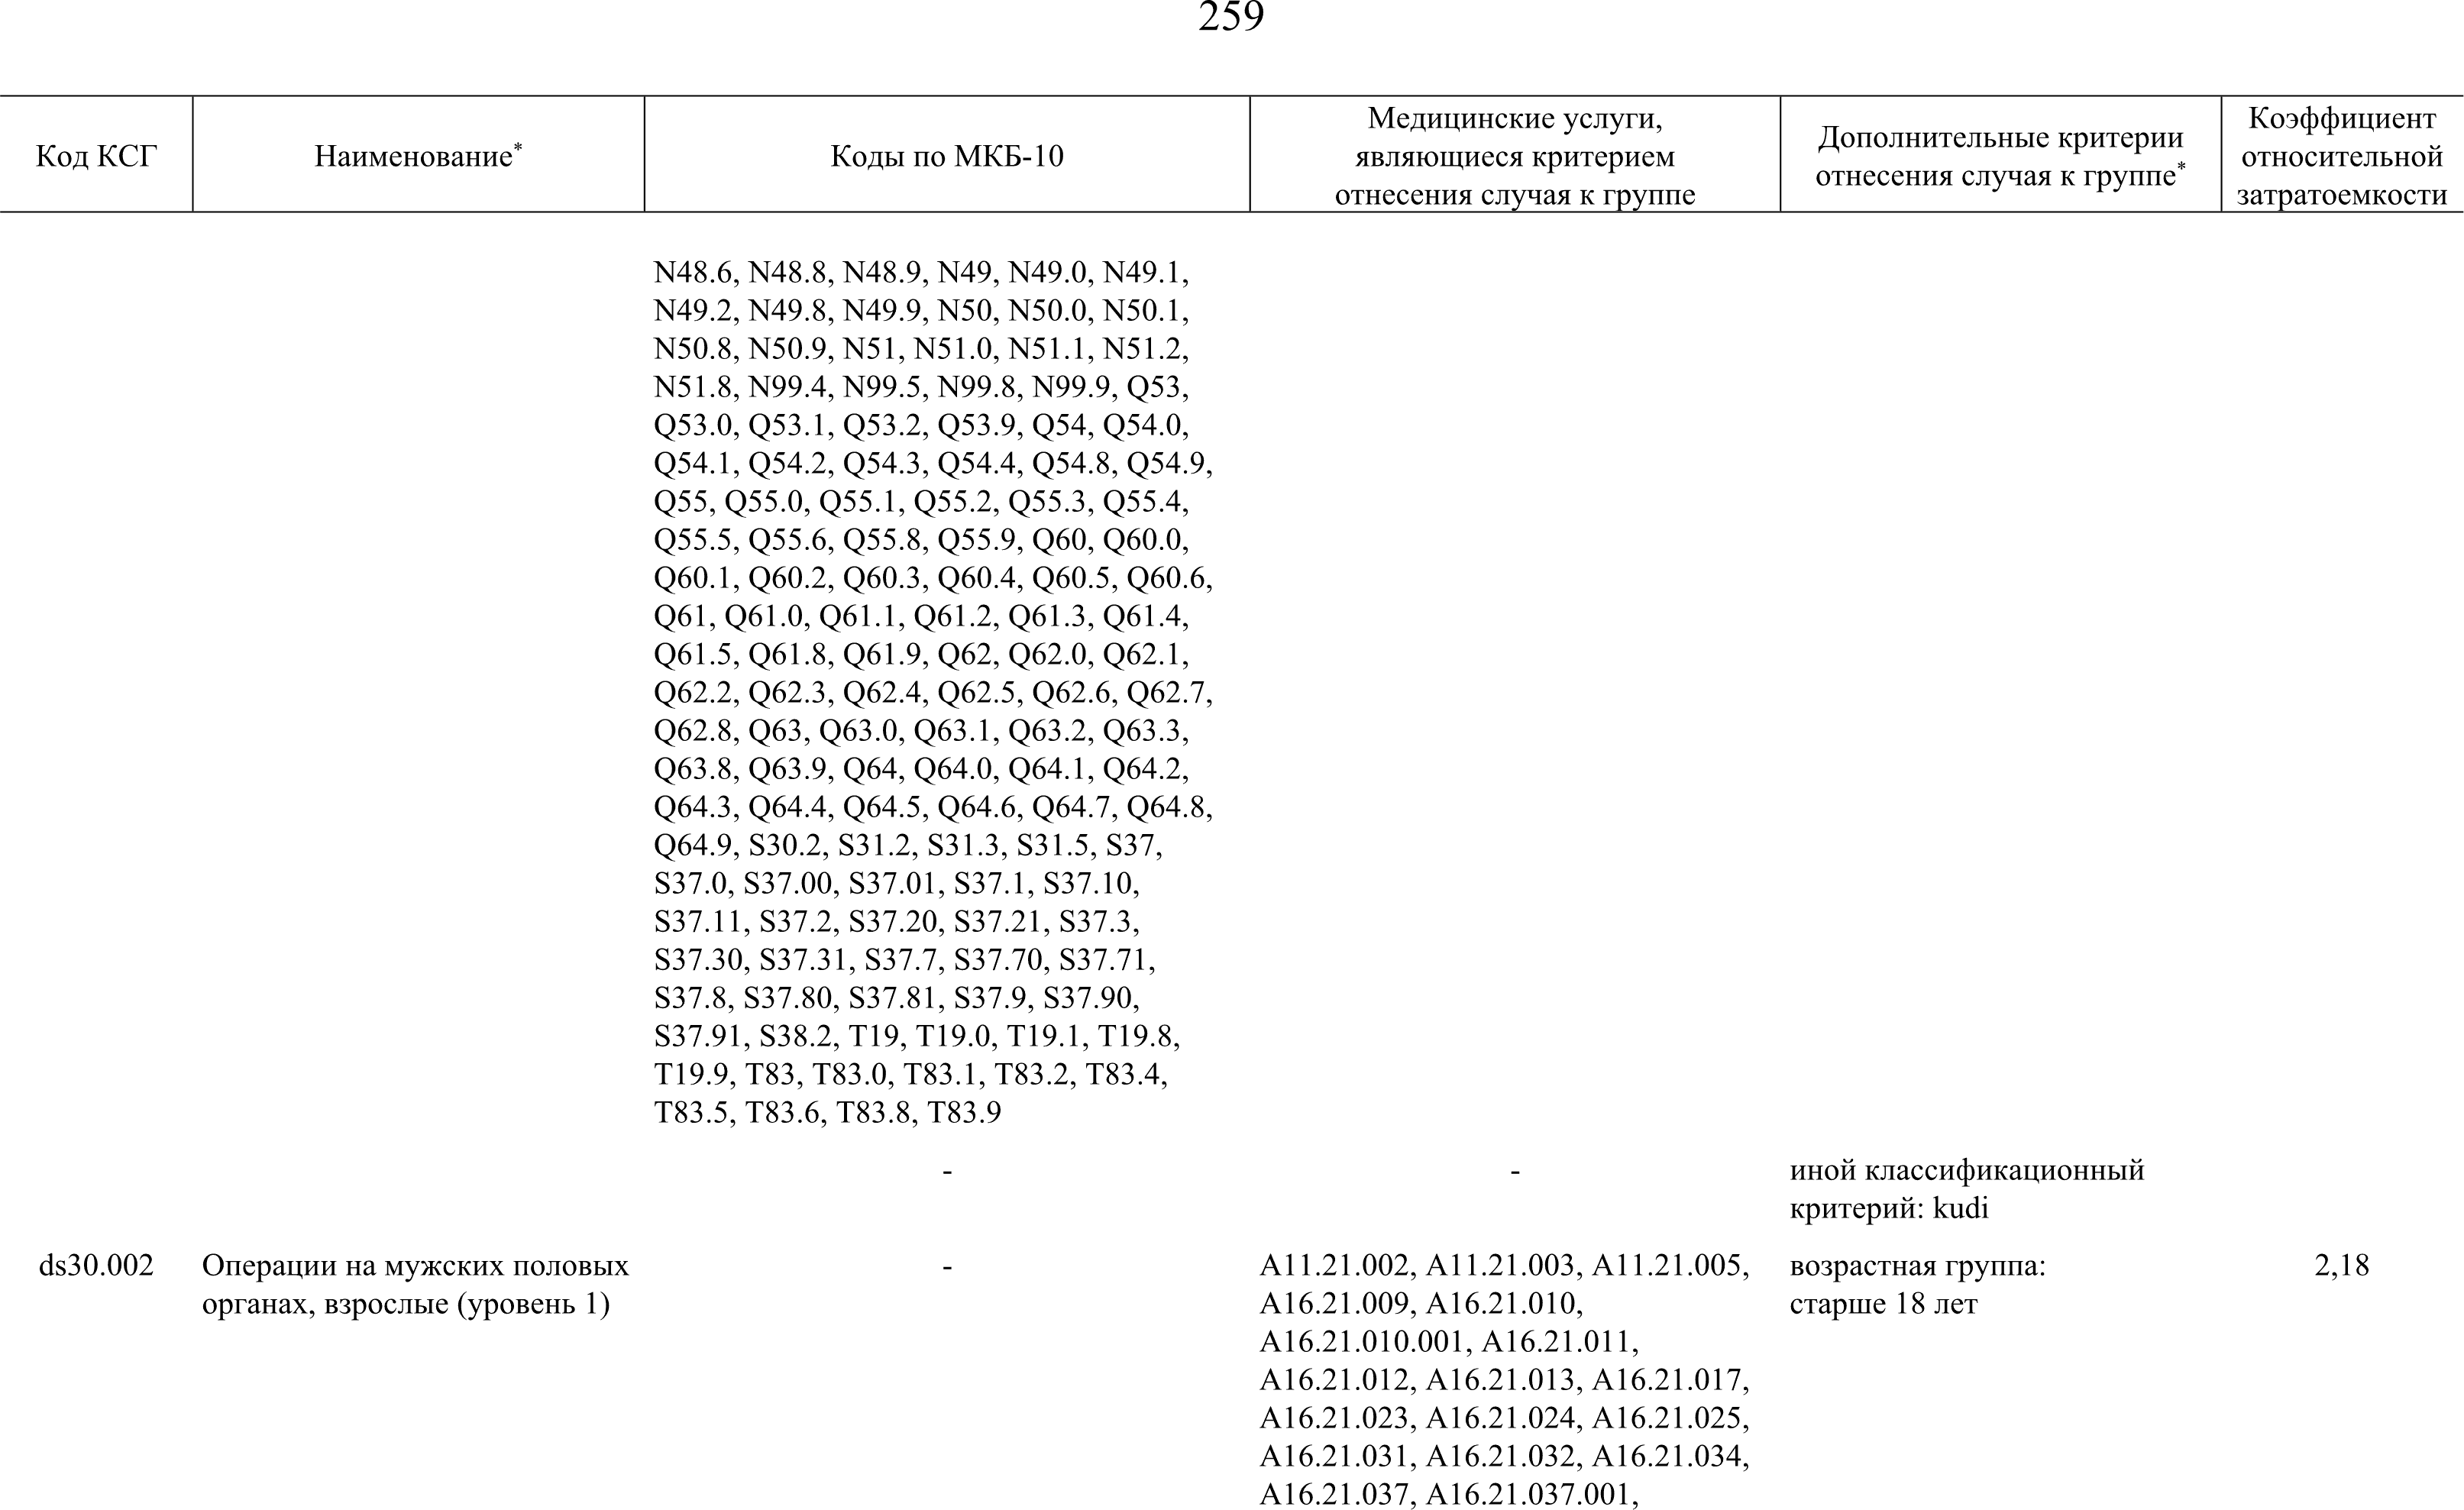 259
Код КСГ
Наименование*
Коды по МКБ-10
Медицинские услуги,
являющиеся критерием
отнесения случая к группе
Дополнительные критерии
отнесения случая к группе*
Коэффициент
относительной
затратоемкости
N48.6, N48.8, N48.9, N49, N49.0, N49.1,
N49.2, N49.8, N49.9, N50, N50.0, N50.1,
N50.8, N50.9, N51, N51.0, N51.1, N51.2,
N51.8, N99.4, N99.5, N99.8, N99.9, Q53,
Q53.0, Q53.1, Q53.2, Q53.9, Q54, Q54.0,
Q54.1, Q54.2, Q54.3, Q54.4, Q54.8, Q54.9,
Q55, Q55.0, Q55.1, Q55.2, Q55.3, Q55.4,
Q55.5, Q55.6, Q55.8, Q55.9, Q60, Q60.0,
Q60.1, Q60.2, Q60.3, Q60.4, Q60.5, Q60.6,
Q61, Q61.0, Q61.1, Q61.2, Q61.3, Q61.4,
Q61.5, Q61.8, Q61.9, Q62, Q62.0, Q62.1,
Q62.2, Q62.3, Q62.4, Q62.5, Q62.6, Q62.7,
Q62.8, Q63, Q63.0, Q63.1, Q63.2, Q63.3,
Q63.8, Q63.9, Q64, Q64.0, Q64.1, Q64.2,
Q64.3, Q64.4, Q64.5, Q64.6, Q64.7, Q64.8,
Q64.9, S30.2, S31.2, S31.3, S31.5, S37,
S37.0, S37.00, S37.01, S37.1, S37.10,
S37.11, S37.2, S37.20, S37.21, S37.3,
S37.30, S37.31, S37.7, S37.70, S37.71,
S37.8, S37.80, S37.81, S37.9, S37.90,
S37.91, S38.2, T19, T19.0, T19.1, T19.8,
T19.9, T83, T83.0, T83.1, T83.2, T83.4,
T83.5, T83.6, T83.8, T83.9
-
-
иной классификационный
критерий: kudi
ds30.002
Операции на мужских половых
органах, взрослые (уровень 1)
-
A11.21.002, A11.21.003, A11.21.005,
A16.21.009, A16.21.010,
A16.21.010.001, A16.21.011,
A16.21.012, A16.21.013, A16.21.017,
A16.21.023, A16.21.024, A16.21.025,
A16.21.031, A16.21.032, A16.21.034,
A16.21.037, A16.21.037.001,
возрастная группа:
старше 18 лет
2,18